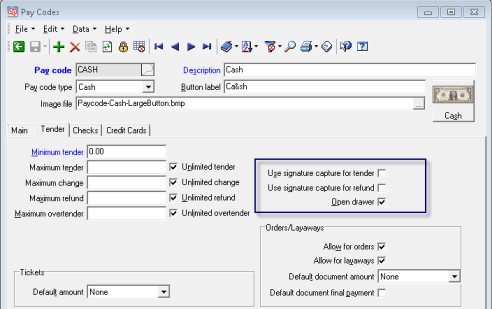 Pay Codes
File Edit Data Help
Pay code CASH Description Cash
Pay code type Cash Button label Ca&sh
Image file Paycode-Cash-LargeButton.bmp ... Cash
Main Tender Checks Credit Cards
Minimum tender 0.00
Maximum tender Unlimited tender
Maximum change Unlimited change
Maximum refund Unlimited refund
Maximum overtender Unlimited overtender
Use signature capture for tender
Use signature capture for refund
Open drawer
Orders/Layaways
Allow for orders
Allow for layaways
Default document amount None
Default document final payment
Tickets
Default amount None